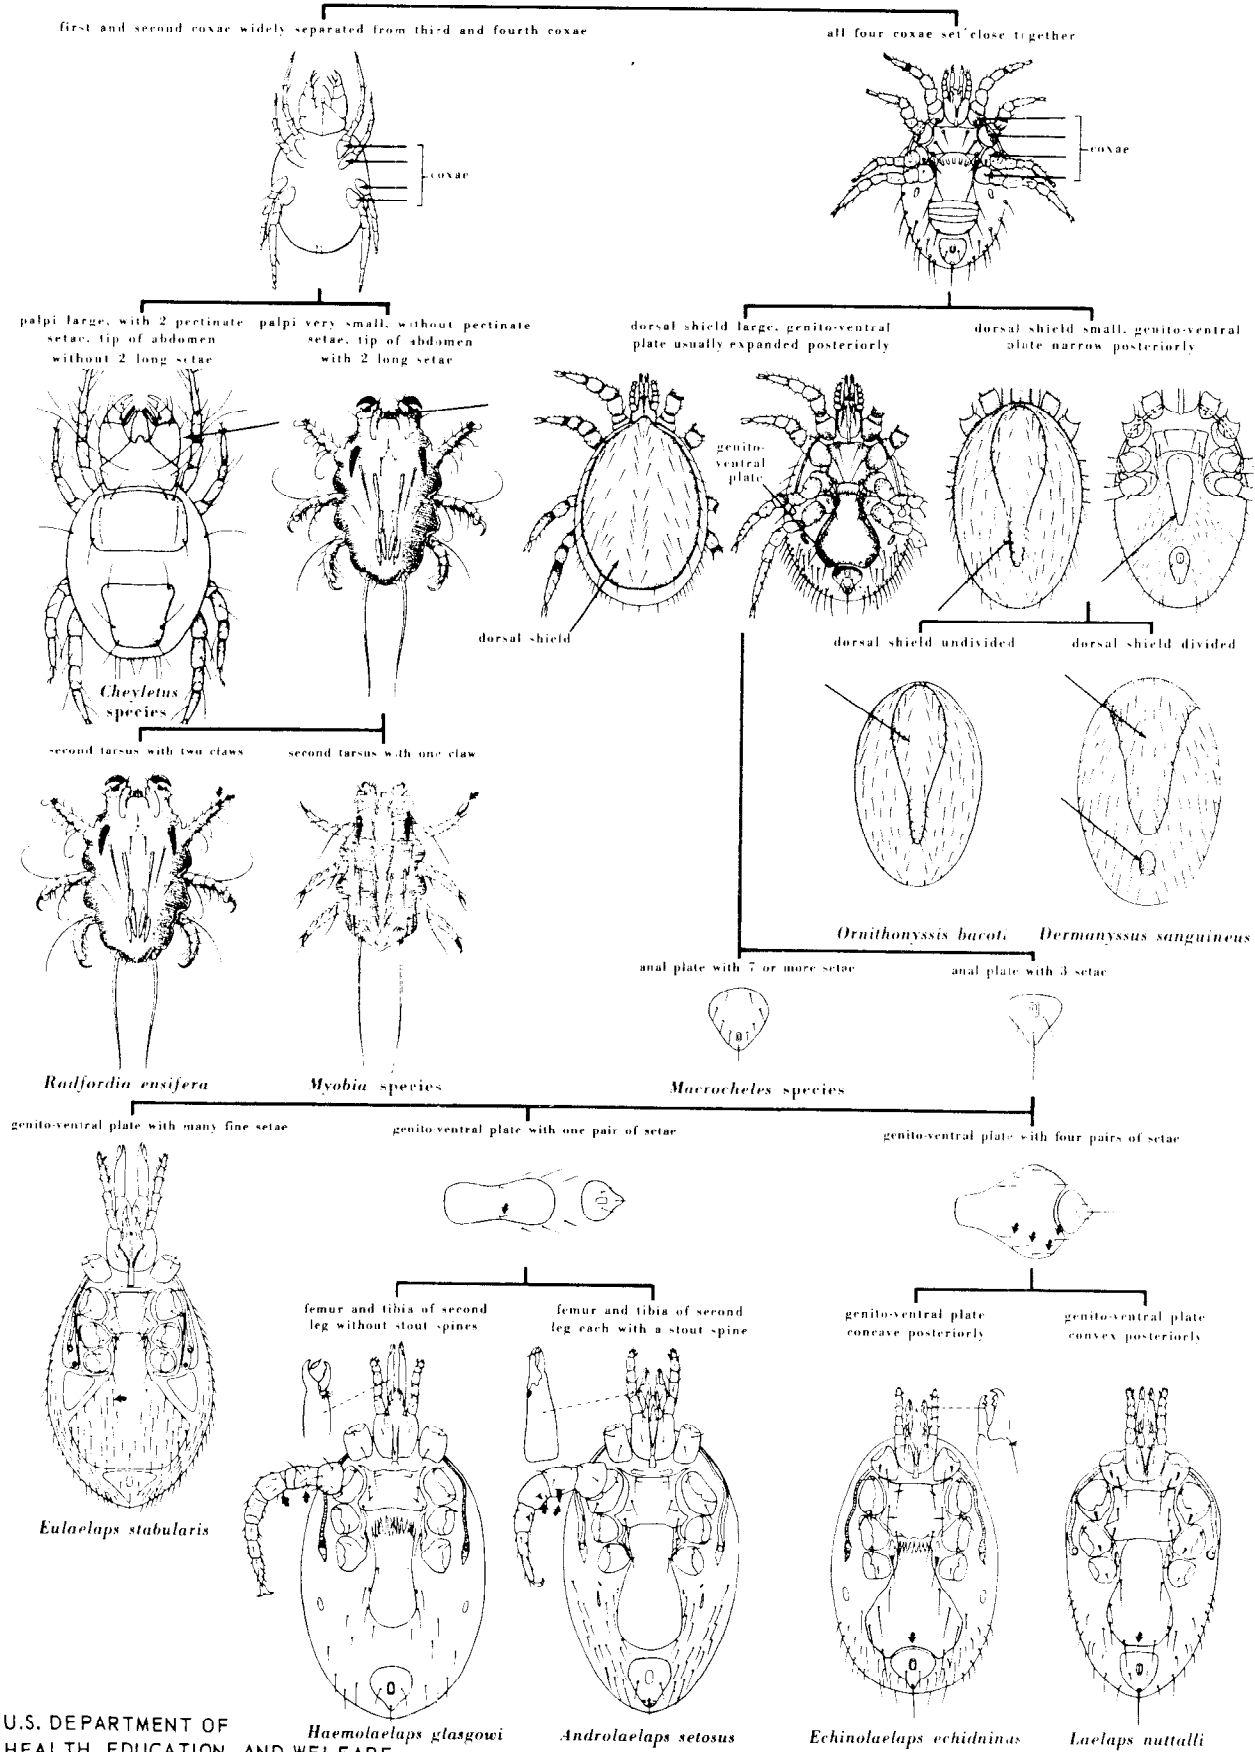 first and second coxae widely separated from third and fourth coxae
all four coxae set close together
coxae
coxae
palpi large, with 2 pectinate
setae, tip of abdomen
without 2 long setae
palpi very small, without pectinate
setae, tip of abdomen
with 2 long setae
dorsal shield large, genito-ventral
plate usually expanded posteriorly
dorsal shield small, genito-ventral
plate narrow posteriorly
genito-
ventral
plate
dorsal shield
dorsal shield undivided
dorsal shield divided
Cheyletus
species
second tarsus with two claws
second tarsus with one claw
Ornithonyssis bacoti
Dermanyssus sanguineus
anal plate with 7 or more setae
anal plate with 3 setae
Radfordia ensifera
Myobia species
Macrocheles species
genito-ventral plate with many fine setae
genito-ventral plate with one pair of setae
genito-ventral plate with four pairs of setae
femur and tibia of second
leg without stout spines
femur and tibia of second
leg each with a stout spine
genito-ventral plate
concave posteriorly
genito-ventral plate
convex posteriorly
Eulaelaps stabularis
Haemolaelaps glasgowi
Androlaelaps setosus
Echinolaelaps echidninus
Laelaps nuttalli
U.S. DEPARTMENT OF
HEALTH, EDUCATION, AND WELFARE